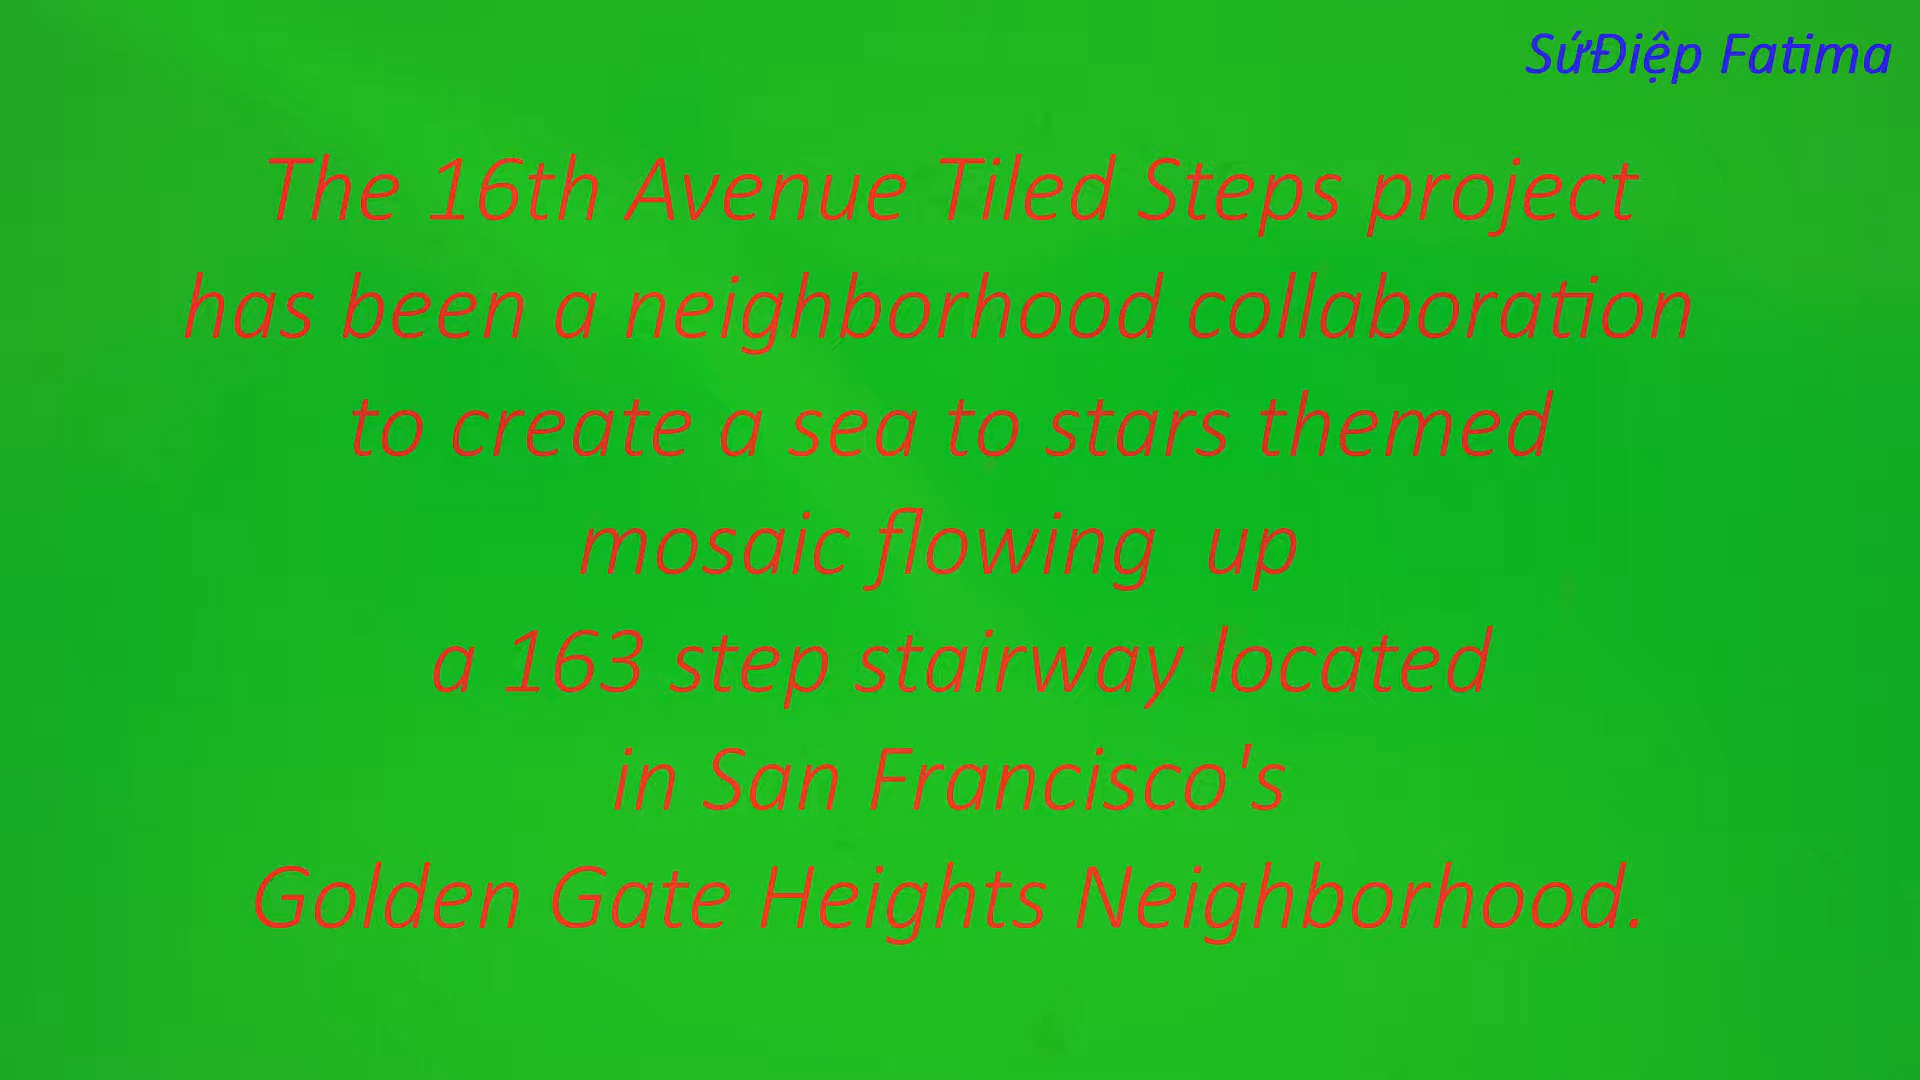 SứĐiệp Fatima
The 16th Avenue Tiled Steps project
has been a neighborhood collaboration
to create a sea to stars themed
mosaic flowing  up
a 163 step stairway located
in San Francisco's
Golden Gate Heights Neighborhood.